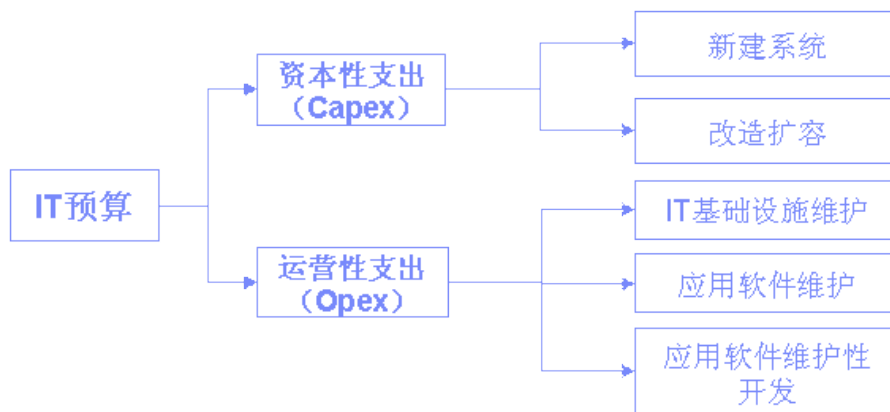 IT预算
资本性支出
（Capex）
新建系统
改造扩容
运营性支出
（Opex）
IT基础设施维护
应用软件维护
应用软件维护性
开发